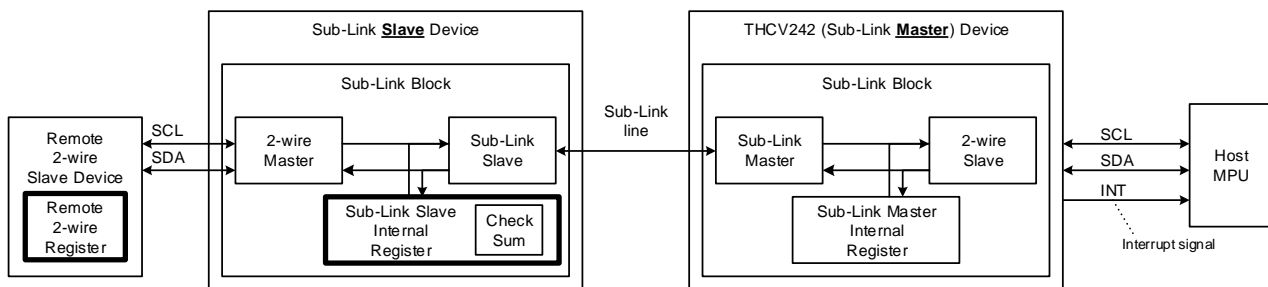 Sub-Link Slave Device
THCV242 (Sub-Link Master) Device
Sub-Link Block
Sub-Link Block
Remote
2-wire
Slave Device
Remote
2-wire
Register
SCL
SDA
2-wire
Master
Sub-Link
Slave
Sub-Link Slave
Internal
Register
Check
Sum
Sub-Link
line
Sub-Link
Master
2-wire
Slave
Sub-Link Master
Internal
Register
SCL
SDA
INT
Interrupt signal
Host
MPU